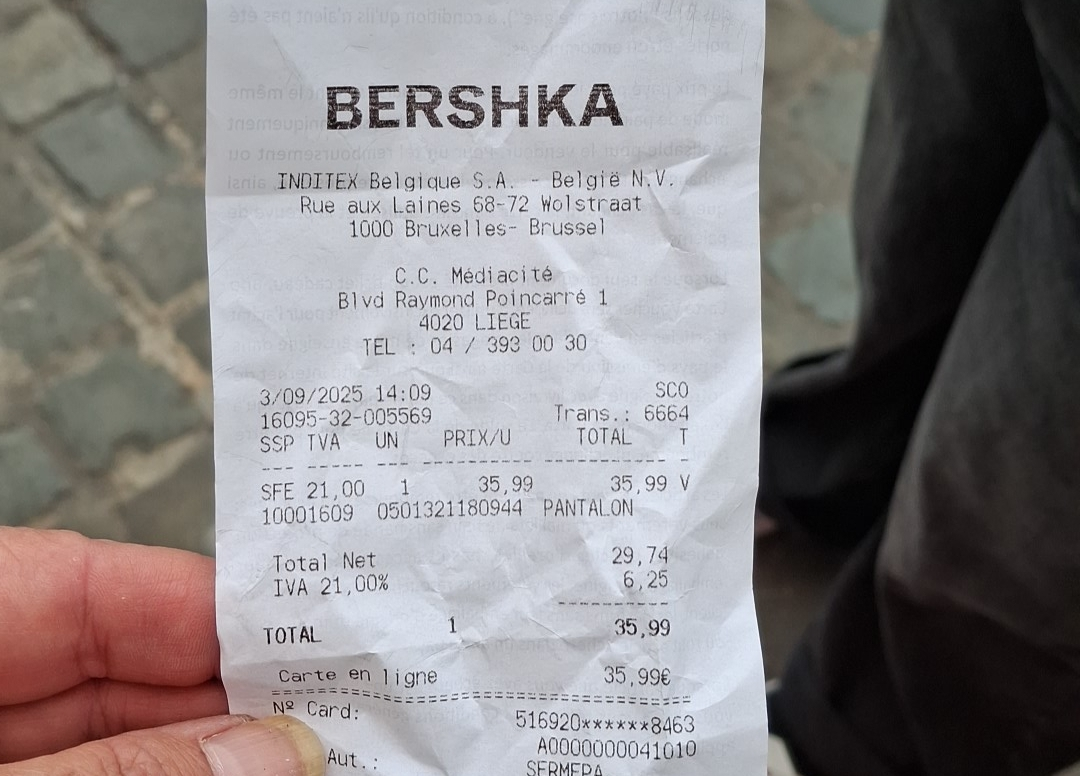 BERSHKA
INDITEX Belgique S.A. - België N.V.
Rue aux Laines 68-72 Wolstraat
1000 Bruxelles- Brussel
C.C. Médiacité
Blvd Raymond Poincarré 1
4020 LIEGE
TEL : 04 / 393 00 30
3/09/2025 14:09 SCO
16095-32-005569 Trans.: 6664
SSP TVA UN PRIX/U TOTAL T
--- ----- --- ------------ ------------ -
SFE 21,00 1 35,99 35,99 V
10001609 0501321180944 PANTALON
Total Net 29,74
IVA 21,00% 6,25
------------
TOTAL 1 35,99
Carte en ligne 35,99€
========================================
Nº Card: 516920******8463
A0000000041010
Aut.: SERMEPA